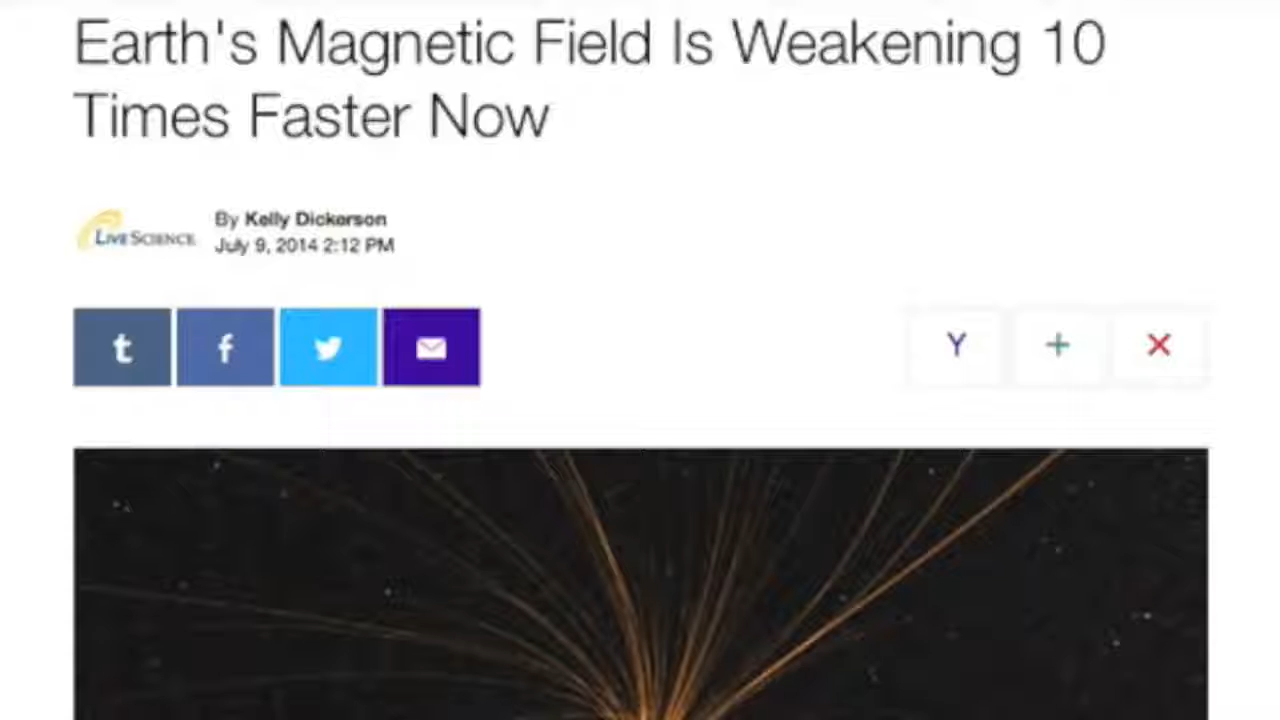 Earth's Magnetic Field Is Weakening 10
Times Faster Now
LIVESCIENCE
By Kelly Dickerson
July 9, 2014 2:12 PM
t f
Y + ×